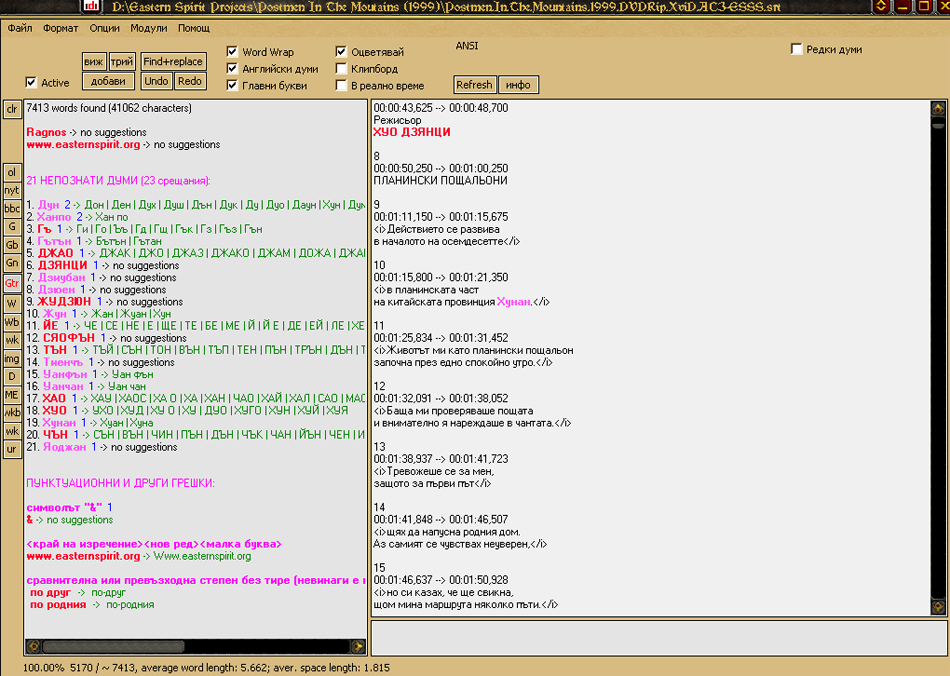 D:\Eastern Spirit Projects\Postmen In The Moutains (1999)\Postmen.In.The.Mountains.1999.DVDRip.XviD.AC3-ESSS.srt
Файл Формат Опции Модули Помощ
Active
виж трий Find+replace
добави Undo Redo
Word Wrap
Английски думи
Главни букви
Оцветявай
Клипборд
В реално време
ANSI
Refresh инфо
Редки думи
clr
ol
nyt
bbc
G
Gb
Gn
Gtr
W
Wb
wk
img
D
ME
wkb
wk
ur
7413 words found (41062 characters)
Ragnos -> no suggestions
www.easternspirit.org -> no suggestions
21 НЕПОЗНАТИ ДУМИ (23 срещания):
1. Дун 2 -> Дон | Ден | Дух | Душ | Дън | Дук | Ду | Дуо | Даун | Хун |
2. Ханпо 2 -> Хан по
3. Гъ 1 -> Ги | Го | Ъъ | Гд | Гщ | Гък | Гз | Гъз | Гън
4. Гътън 1 -> Бътън | Гътан
5. ДЖАО 1 -> ДЖАК | ДЖО | ДЖАЗ | ДЖАКО | ДЖАМ | ДОЖА |
6. ДЗЯНЦИ 1 -> no suggestions
7. Дзиубан 1 -> no suggestions
8. Дзюен 1 -> no suggestions
9. ЖУДЗЮН 1 -> no suggestions
10. Жун 1 -> Жан | Жуан | Хун
11. ЙЕ 1 -> ЧЕ | СЕ | НЕ | Е | ЩЕ | ТЕ | БЕ | МЕ | Й | Й Е | ДЕ | ЕЙ | ЛЕ | ХЕ
12. СЯОФЪН 1 -> no suggestions
13. ТЪН 1 -> ТЪЙ | СЪН | ТОН | ВЪН | ТЪП | ТЕН | ПЪН | ТРЪН | ДЪН |
14. Тиенчъ 1 -> no suggestions
15. Уанфън 1 -> Уан фън
16. Уанчан 1 -> Уан чан
17. ХАО 1 -> ХАУ | ХАОС | ХА О | ХА | ХАН | ЧАО | ХАЙ | ХАЛ | САО |
18. ХУО 1 -> УХО | ХУД | ХУ О | ХУ | ДУО | ХУГО | ХУН | ХУЙ | ХУЯ
19. Хунан 1 -> Хуан | Хуна
20. ЧЪН 1 -> СЪН | ВЪН | ЧИН | ПЪН | ДЪН | ЧЪК | ЧАН | ЙЪН | ЧЕН |
21. Яоджан 1 -> no suggestions
ПУНКТУАЦИОННИ И ДРУГИ ГРЕШКИ:
символът "&" 1
& -> no suggestions
<край на изречение><нов ред><малка буква>
www.easternspirit.org -> Www.easternspirit.org
сравнителна или превъзходна степен без тире (невинаги е
по друг -> по-друг
по родния -> по-родния
00:00:43,625 --> 00:00:48,700
Режисьор
ХУО ДЗЯНЦИ
8
00:00:50,250 --> 00:01:00,250
ПЛАНИНСКИ ПОЩАЛЬОНИ
9
00:01:11,150 --> 00:01:15,675
<i>Действието се развива
в началото на осемдесетте</i>
10
00:01:15,800 --> 00:01:21,350
<i>в планинската част
на китайската провинция Хунан.</i>
11
00:01:25,834 --> 00:01:31,452
<i>Животът ми като планински пощальон
започна през едно спокойно утро.</i>
12
00:01:32,091 --> 00:01:38,052
<i>Баща ми проверяваше пощата
и внимателно я нареждаше в чантата.</i>
13
00:01:38,937 --> 00:01:41,723
<i>Тревожеше се за мен,
защото за първи път</i>
14
00:01:41,848 --> 00:01:46,507
<i>щях да напусна родния дом.
Аз самият се чувствах неуверен,</i>
15
00:01:46,637 --> 00:01:50,928
<i>но си казах, че ще свикна,
щом мина маршрута няколко пъти.</i>
100.00% 5170 / ~ 7413, average word length: 5.662; aver. space length: 1.815